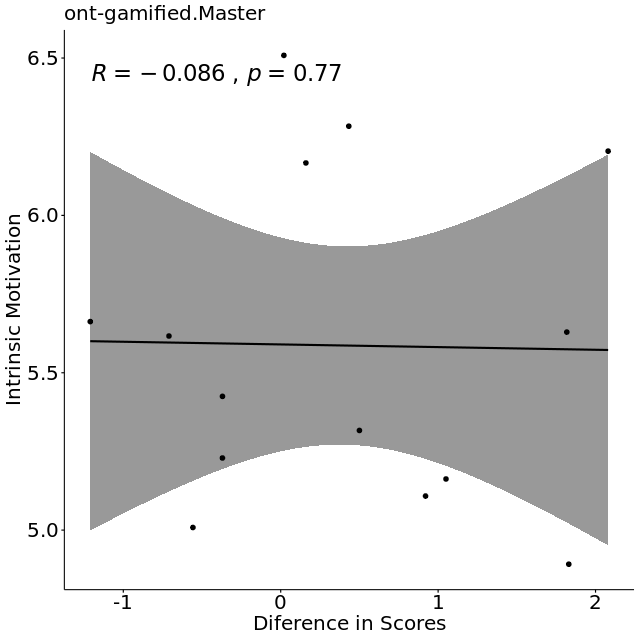 ont-gamified.Master
R = −0.086 , p = 0.77
6.5
6.0
5.5
5.0
Intrinsic Motivation
-1 0 1 2
Diference in Scores